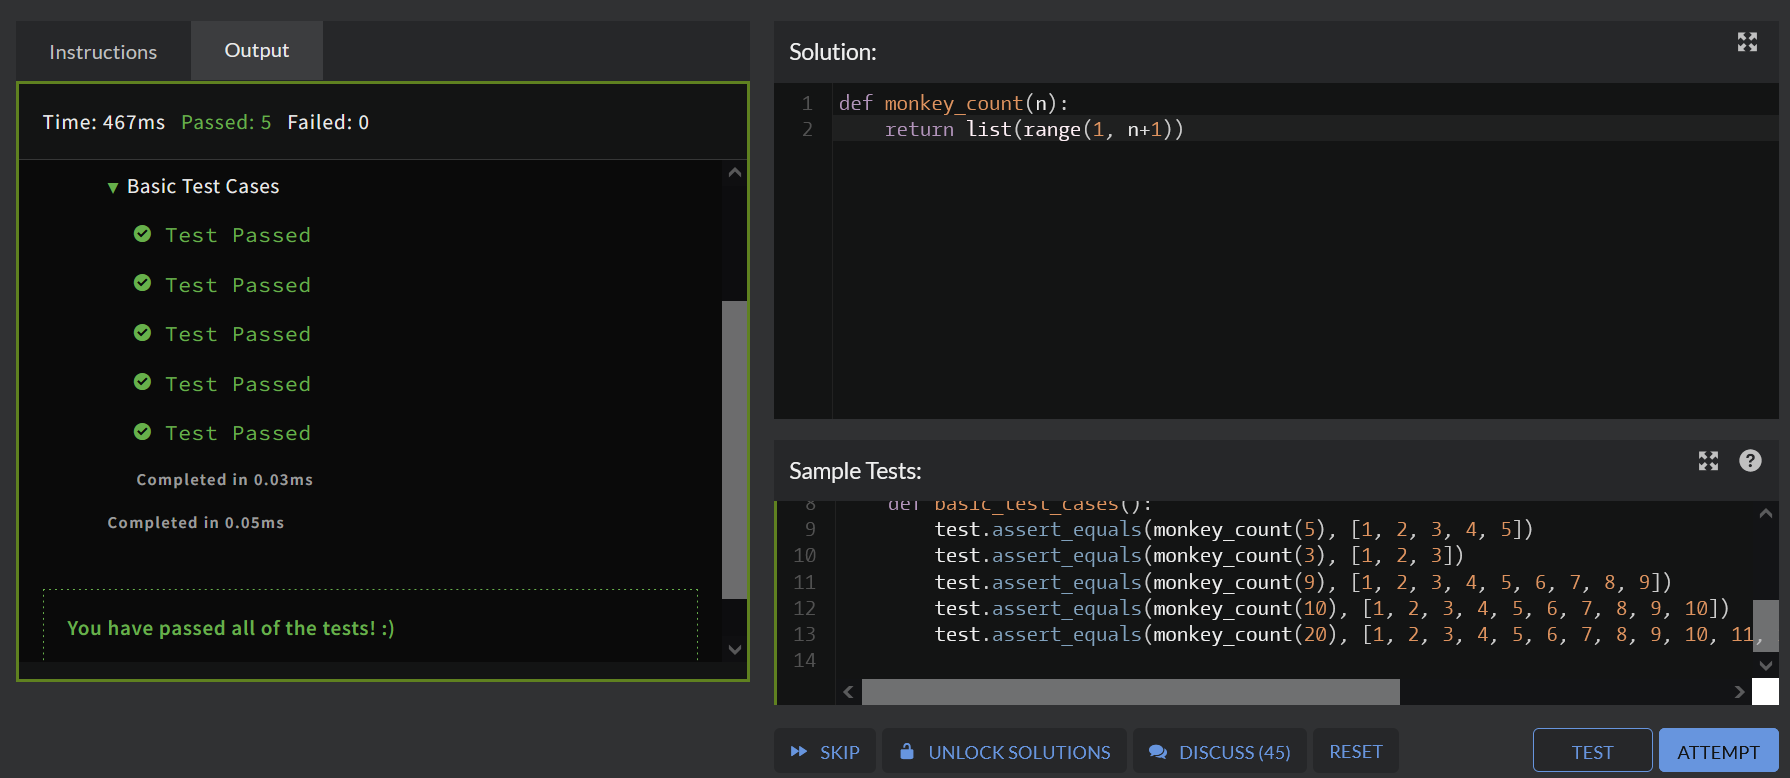 Instructions
Output
Time: 467ms Passed: 5 Failed: 0
▼ Basic Test Cases
Test Passed
Test Passed
Test Passed
Test Passed
Test Passed
Completed in 0.03ms
Completed in 0.05ms
You have passed all of the tests! :)
Solution:
1 def monkey_count(n):
2     return list(range(1, n+1))
Sample Tests:
8     def basic_test_cases():
9         test.assert_equals(monkey_count(5), [1, 2, 3, 4, 5])
10         test.assert_equals(monkey_count(3), [1, 2, 3])
11         test.assert_equals(monkey_count(9), [1, 2, 3, 4, 5, 6, 7, 8, 9])
12         test.assert_equals(monkey_count(10), [1, 2, 3, 4, 5, 6, 7, 8, 9, 10])
13         test.assert_equals(monkey_count(20), [1, 2, 3, 4, 5, 6, 7, 8, 9, 10, 11,
14
SKIP
UNLOCK SOLUTIONS
DISCUSS (45)
RESET
TEST
ATTEMPT